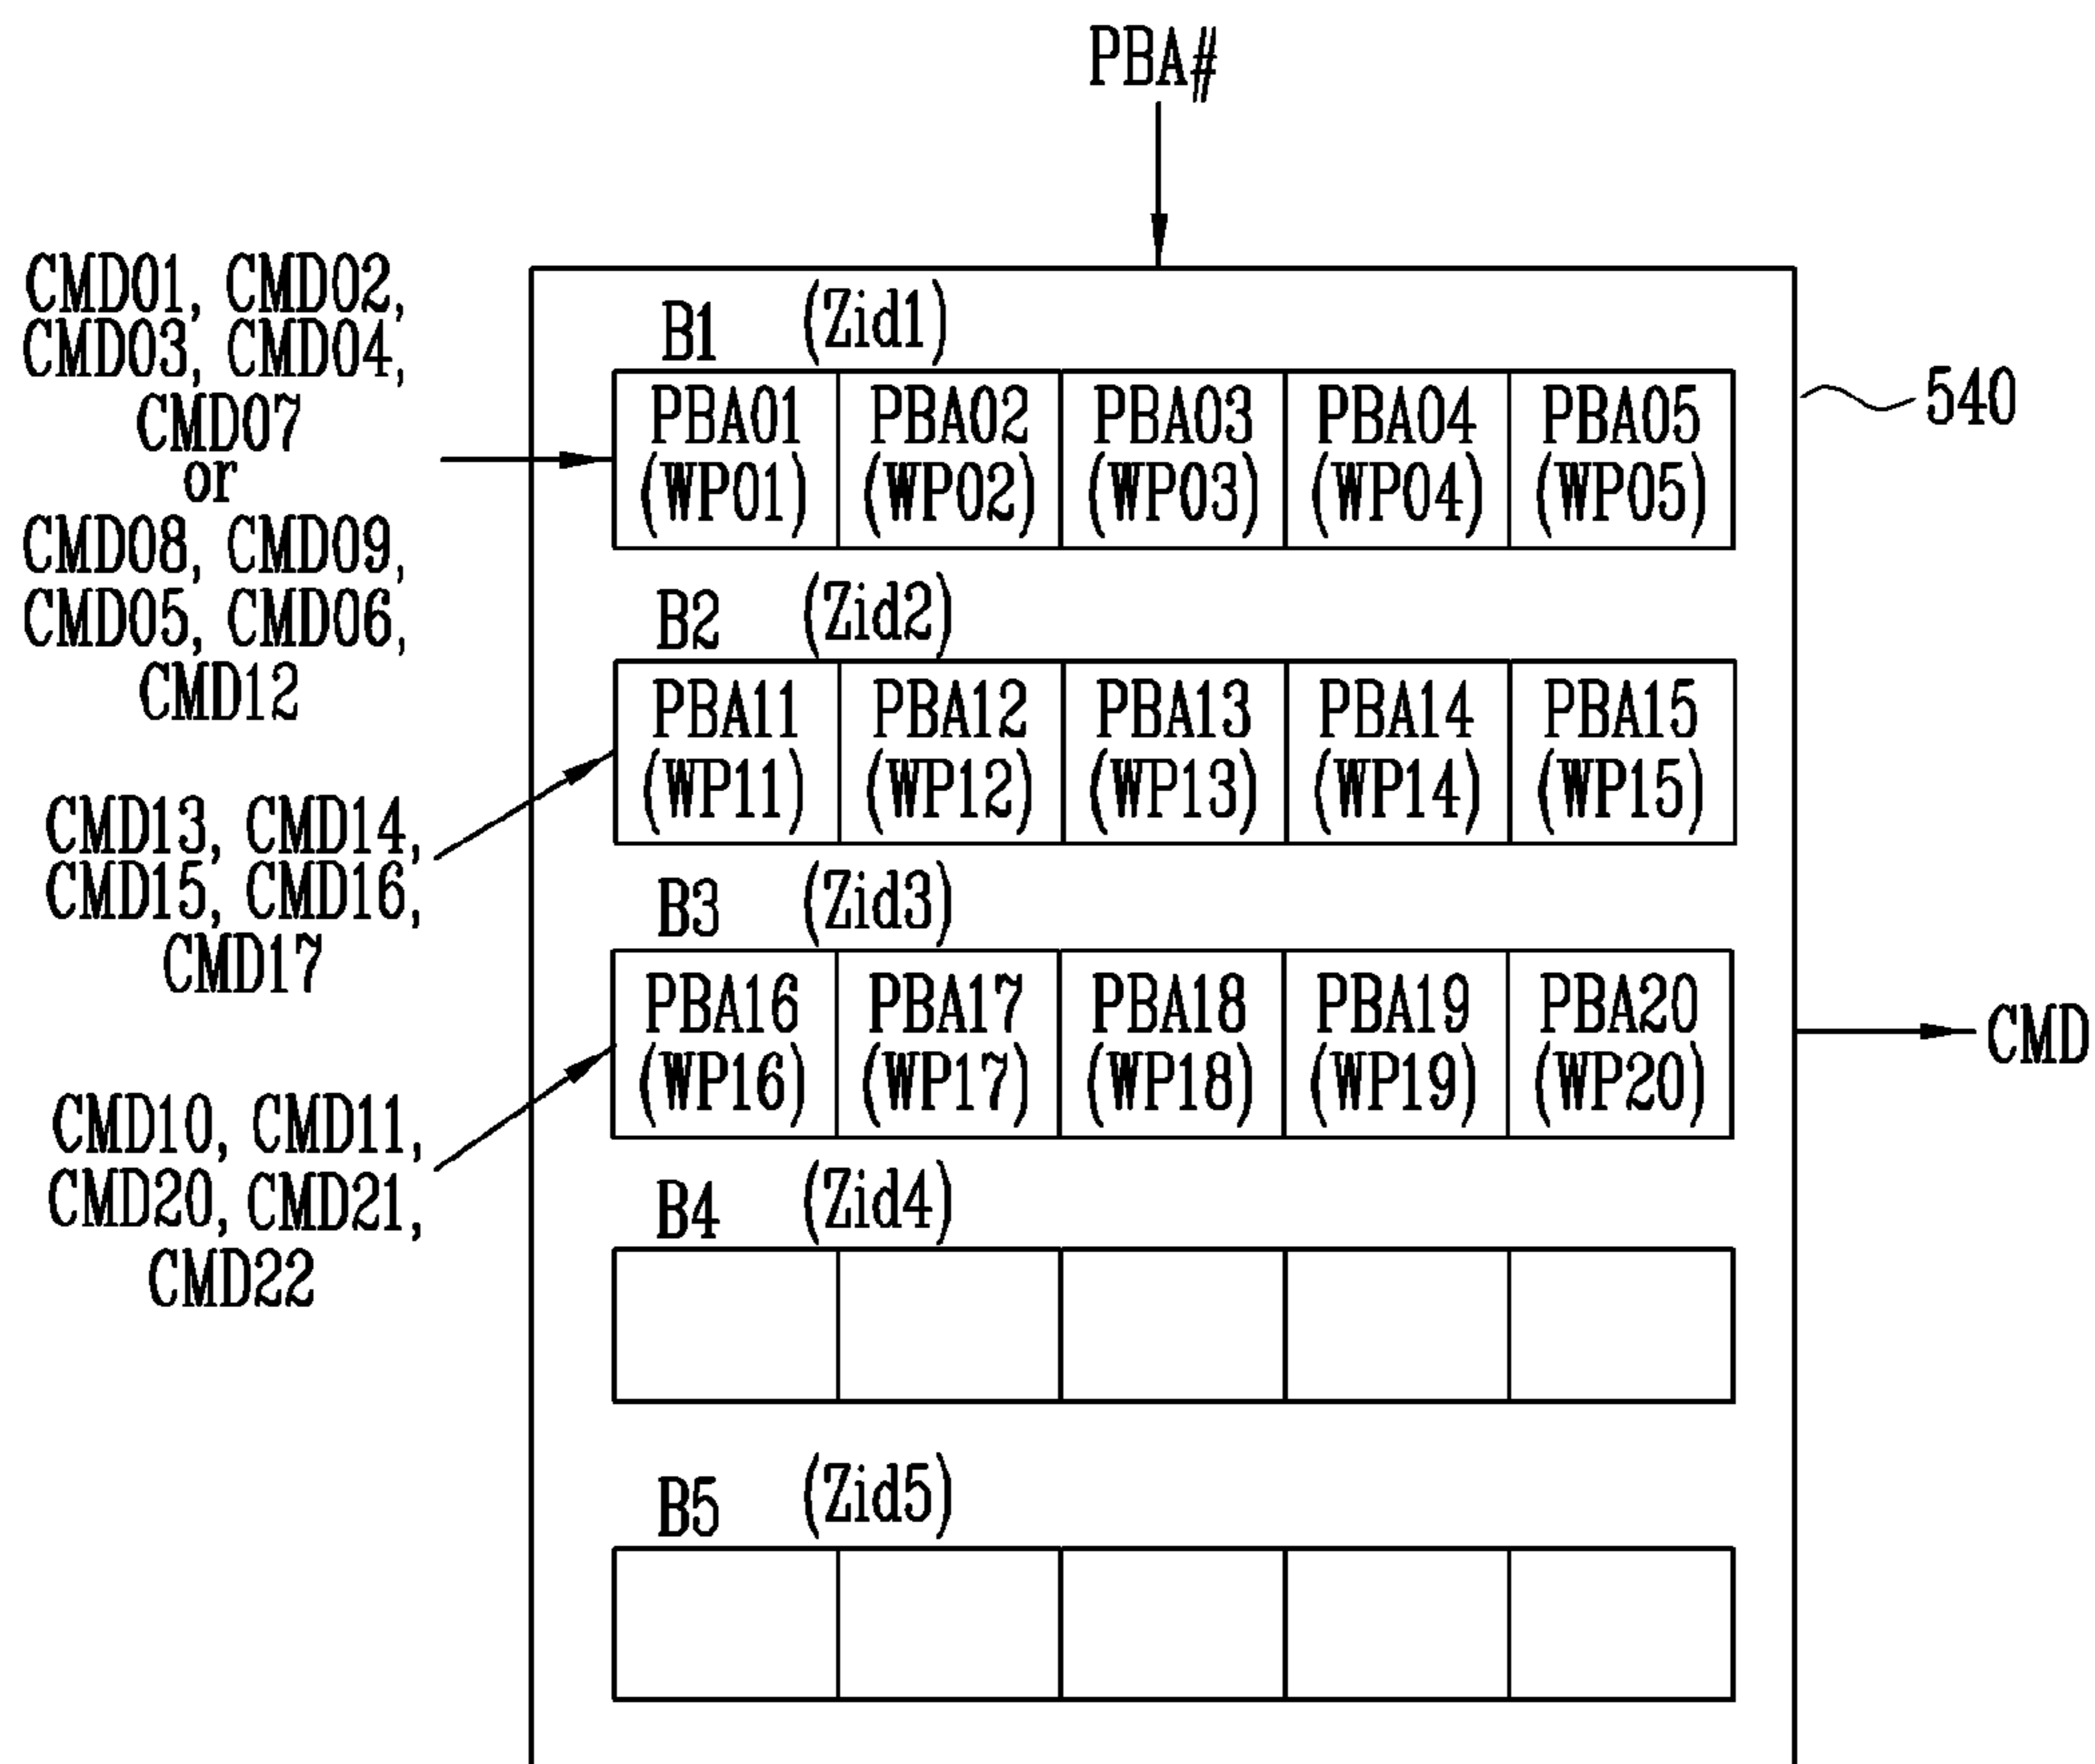 PBA#
CMD01, CMD02,
CMD03, CMD04,
CMD07
or
CMD08, CMD09,
CMD05, CMD06,
CMD12
CMD13, CMD14,
CMD15, CMD16,
CMD17
CMD10, CMD11,
CMD20, CMD21,
CMD22
B1 (Zid1)
PBA01 PBA02 PBA03 PBA04 PBA05
(WP01) (WP02) (WP03) (WP04) (WP05)
B2 (Zid2)
PBA11 PBA12 PBA13 PBA14 PBA15
(WP11) (WP12) (WP13) (WP14) (WP15)
B3 (Zid3)
PBA16 PBA17 PBA18 PBA19 PBA20
(WP16) (WP17) (WP18) (WP19) (WP20)
B4 (Zid4)
B5 (Zid5)
540
CMD